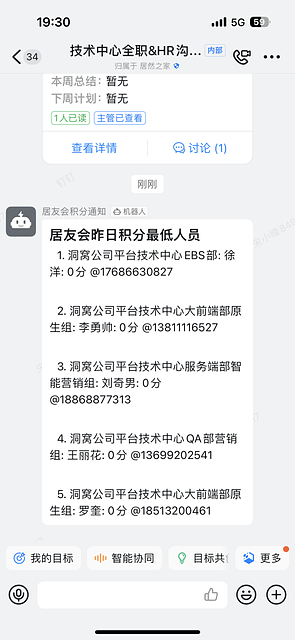 19:30
5G
59
34
技术中心全职&HR沟...
内部
归属于 居然之家
本周总结：暂无
下周计划：暂无
1人已读
主管已查看
查看详情
讨论 (1)
刚刚
居友会积分通知
机器人
居友会昨日积分最低人员
1. 洞窝公司平台技术中心EBS部: 徐
洋: 0分 @17686630827
2. 洞窝公司平台技术中心大前端部原
生组: 李勇帅: 0分 @13811116527
3. 洞窝公司平台技术中心服务端部智
能营销组: 刘奇男: 0分
@18868877313
4. 洞窝公司平台技术中心QA部营销
组: 王丽花: 0分 @13699202541
5. 洞窝公司平台技术中心大前端部原
生组: 罗奎: 0分 @18513200461
我的目标
智能协同
目标共
更多